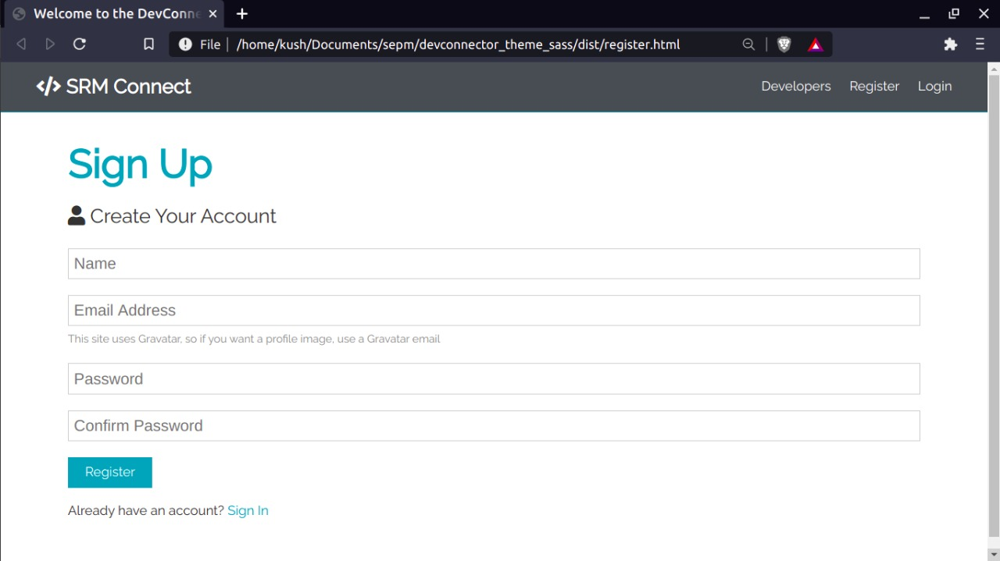 Welcome to the DevConne
File
/home/kush/Documents/sepm/devconnector_theme_sass/dist/register.html
</> SRM Connect
Developers
Register
Login
Sign Up
Create Your Account
Name
Email Address
This site uses Gravatar, so if you want a profile image, use a Gravatar email
Password
Confirm Password
Register
Already have an account? Sign In